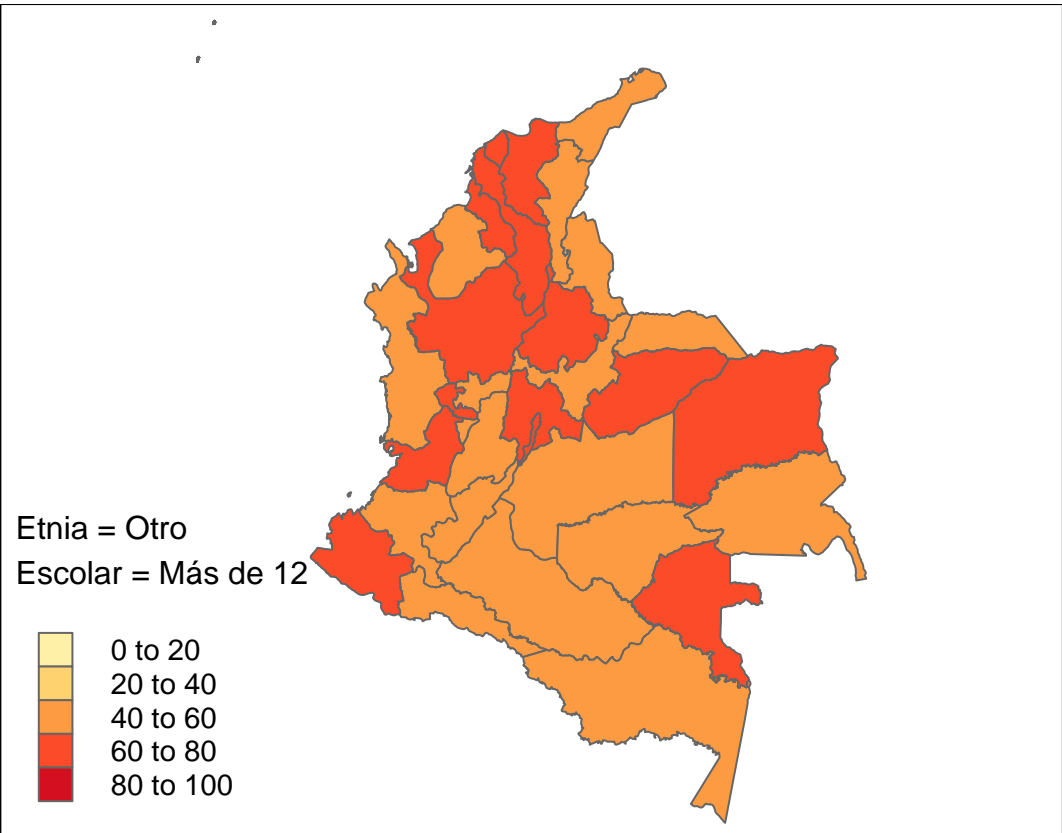 Etnia = Otro
Escolar = Más de 12
0 to 20
20 to 40
40 to 60
60 to 80
80 to 100